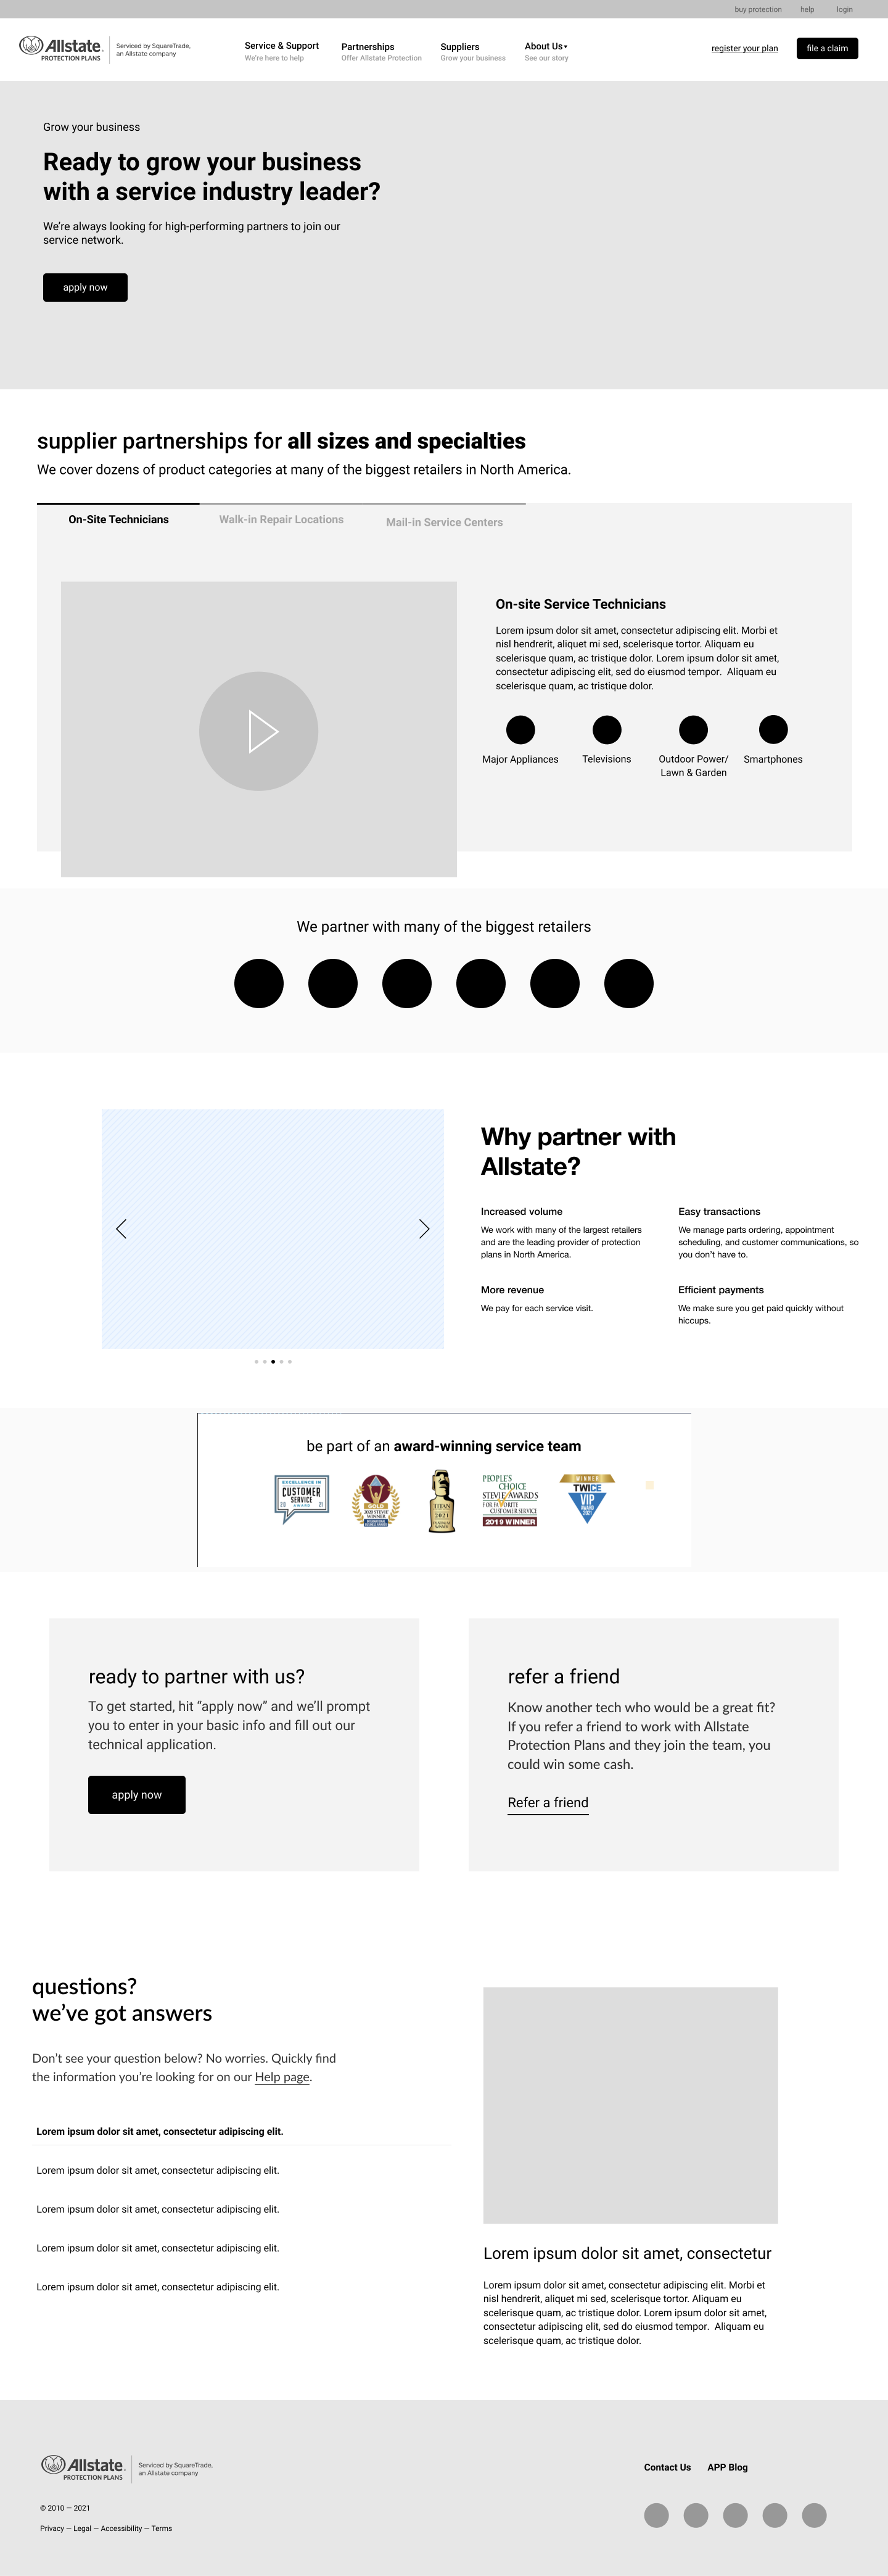 buy protection help login
Allstate. PROTECTION PLANS
Serviced by SquareTrade,
an Allstate company
Service & Support
We're here to help
Partnerships
Offer Allstate Protection
Suppliers
Grow your business
About Us▾
See our story
register your plan
file a claim
Grow your business
Ready to grow your business
with a service industry leader?
We're always looking for high-performing partners to join our
service network.
apply now
supplier partnerships for all sizes and specialties
We cover dozens of product categories at many of the biggest retailers in North America.
On-Site Technicians
Walk-in Repair Locations
Mail-in Service Centers
On-site Service Technicians
Lorem ipsum dolor sit amet, consectetur adipiscing elit. Morbi et
nisl hendrerit, aliquet mi sed, scelerisque tortor. Aliquam eu
scelerisque quam, ac tristique dolor. Lorem ipsum dolor sit amet,
consectetur adipiscing elit, sed do eiusmod tempor. Aliquam eu
scelerisque quam, ac tristique dolor.
Major Appliances
Televisions
Outdoor Power/
Lawn & Garden
Smartphones
We partner with many of the biggest retailers
Why partner with
Allstate?
Increased volume
We work with many of the largest retailers
and are the leading provider of protection
plans in North America.
Easy transactions
We manage parts ordering, appointment
scheduling, and customer communications, so
you don't have to.
More revenue
We pay for each service visit.
Efficient payments
We make sure you get paid quickly without
hiccups.
be part of an award-winning service team
EXCELLENCE IN
CUSTOMER
SERVICE
AWARD
20 21
GOLD
2020 STEVIE
WINNER
TITAN
2021
PLATINUM
WINNER
PEOPLE'S
CHOICE
STEVIE AWARDS
FOR FAVORITE
CUSTOMER SERVICE
2019 WINNER
WINNER
TWICE
VIP
AWARD
2021
ready to partner with us?
To get started, hit “apply now” and we'll prompt
you to enter in your basic info and fill out our
technical application.
apply now
refer a friend
Know another tech who would be a great fit?
If you refer a friend to work with Allstate
Protection Plans and they join the team, you
could win some cash.
Refer a friend
questions?
we've got answers
Don't see your question below? No worries. Quickly find
the information you're looking for on our Help page.
Lorem ipsum dolor sit amet, consectetur adipiscing elit.
Lorem ipsum dolor sit amet, consectetur adipiscing elit.
Lorem ipsum dolor sit amet, consectetur adipiscing elit.
Lorem ipsum dolor sit amet, consectetur adipiscing elit.
Lorem ipsum dolor sit amet, consectetur adipiscing elit.
Lorem ipsum dolor sit amet, consectetur
Lorem ipsum dolor sit amet, consectetur adipiscing elit. Morbi et
nisl hendrerit, aliquet mi sed, scelerisque tortor. Aliquam eu
scelerisque quam, ac tristique dolor. Lorem ipsum dolor sit amet,
consectetur adipiscing elit, sed do eiusmod tempor. Aliquam eu
scelerisque quam, ac tristique dolor.
Allstate. PROTECTION PLANS
Serviced by SquareTrade,
an Allstate company
Contact Us
APP Blog
© 2010 — 2021
Privacy — Legal — Accessibility — Terms